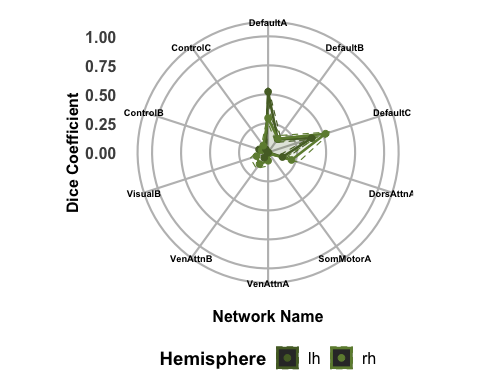 DefaultA
1.00
ControlC
DefaultB
0.75
0.50
ControlB
DefaultC
0.25
0.00
Dice Coefficient
VisualB
DorsAttnA
VenAttnB
SomMotorA
VenAttnA
Network Name
Hemisphere lh rh